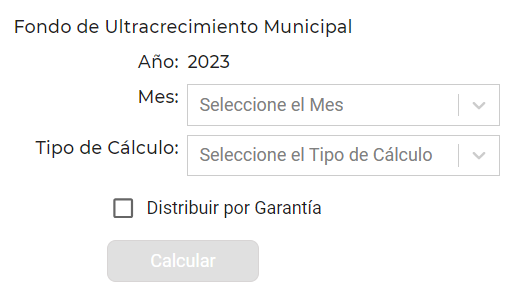 Fondo de Ultracrecimiento Municipal
Año: 2023
Mes: Seleccione el Mes
Tipo de Cálculo: Seleccione el Tipo de Cálculo
Distribuir por Garantía
Calcular